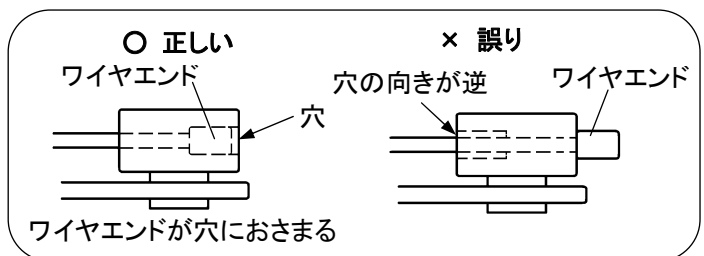 ○ 正しい
ワイヤエンド
穴
ワイヤエンドが穴におさまる
× 誤り
穴の向きが逆
ワイヤエンド